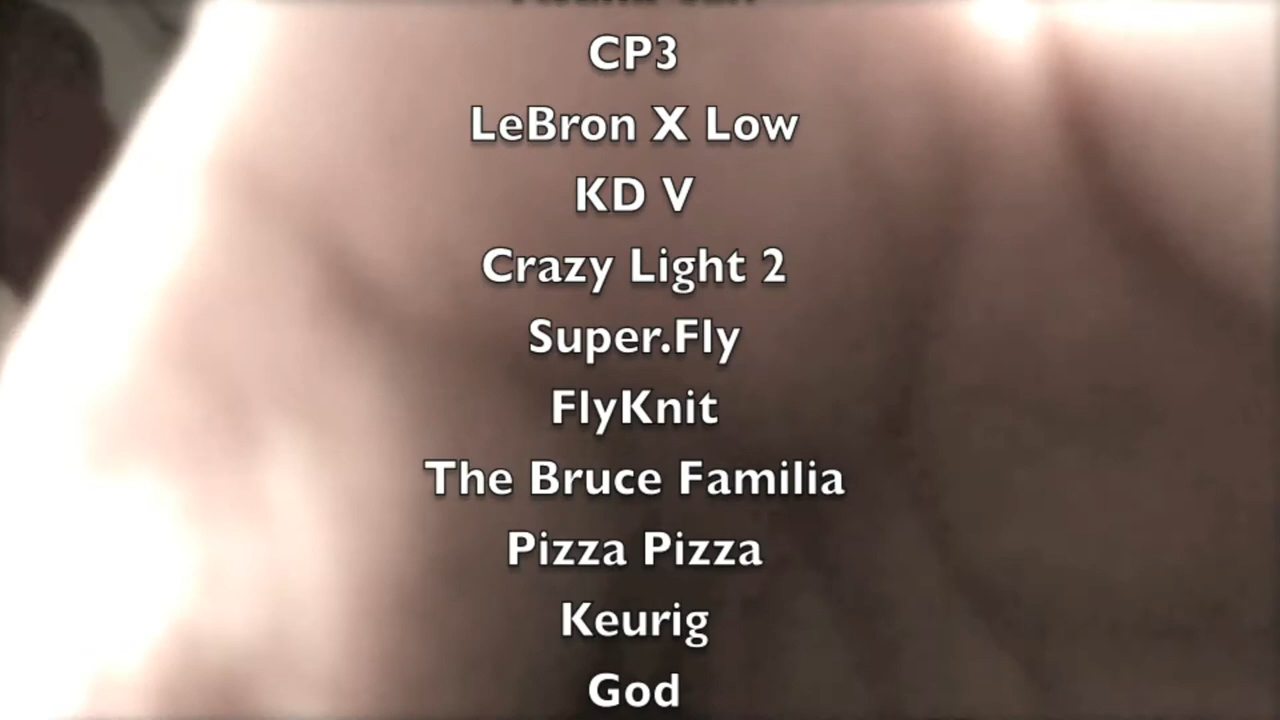 CP3
LeBron X Low
KD V
Crazy Light 2
Super.Fly
FlyKnit
The Bruce Familia
Pizza Pizza
Keurig
God